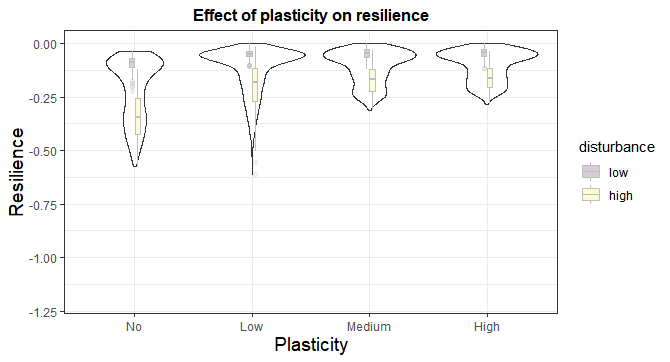 Effect of plasticity on resilience
0.00
-0.25
-0.50
-0.75
-1.00
-1.25
Resilience
No Low Medium High
Plasticity
disturbance
low
high